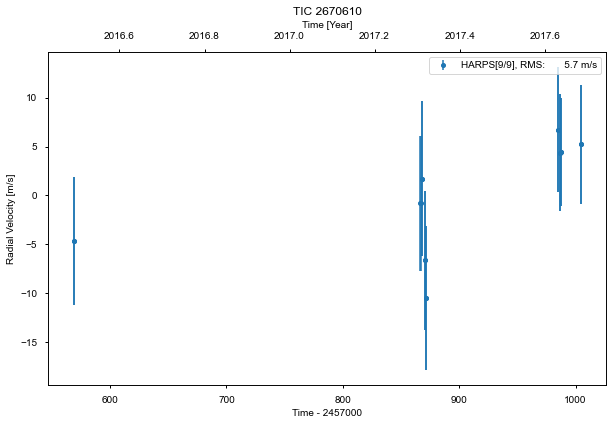 TIC 2670610
Time [Year]
2016.6 2016.8 2017.0 2017.2 2017.4 2017.6
HARPS[9/9], RMS: 5.7 m/s
10
5
0
−5
−10
−15
Radial Velocity [m/s]
600 700 800 900 1000
Time - 2457000